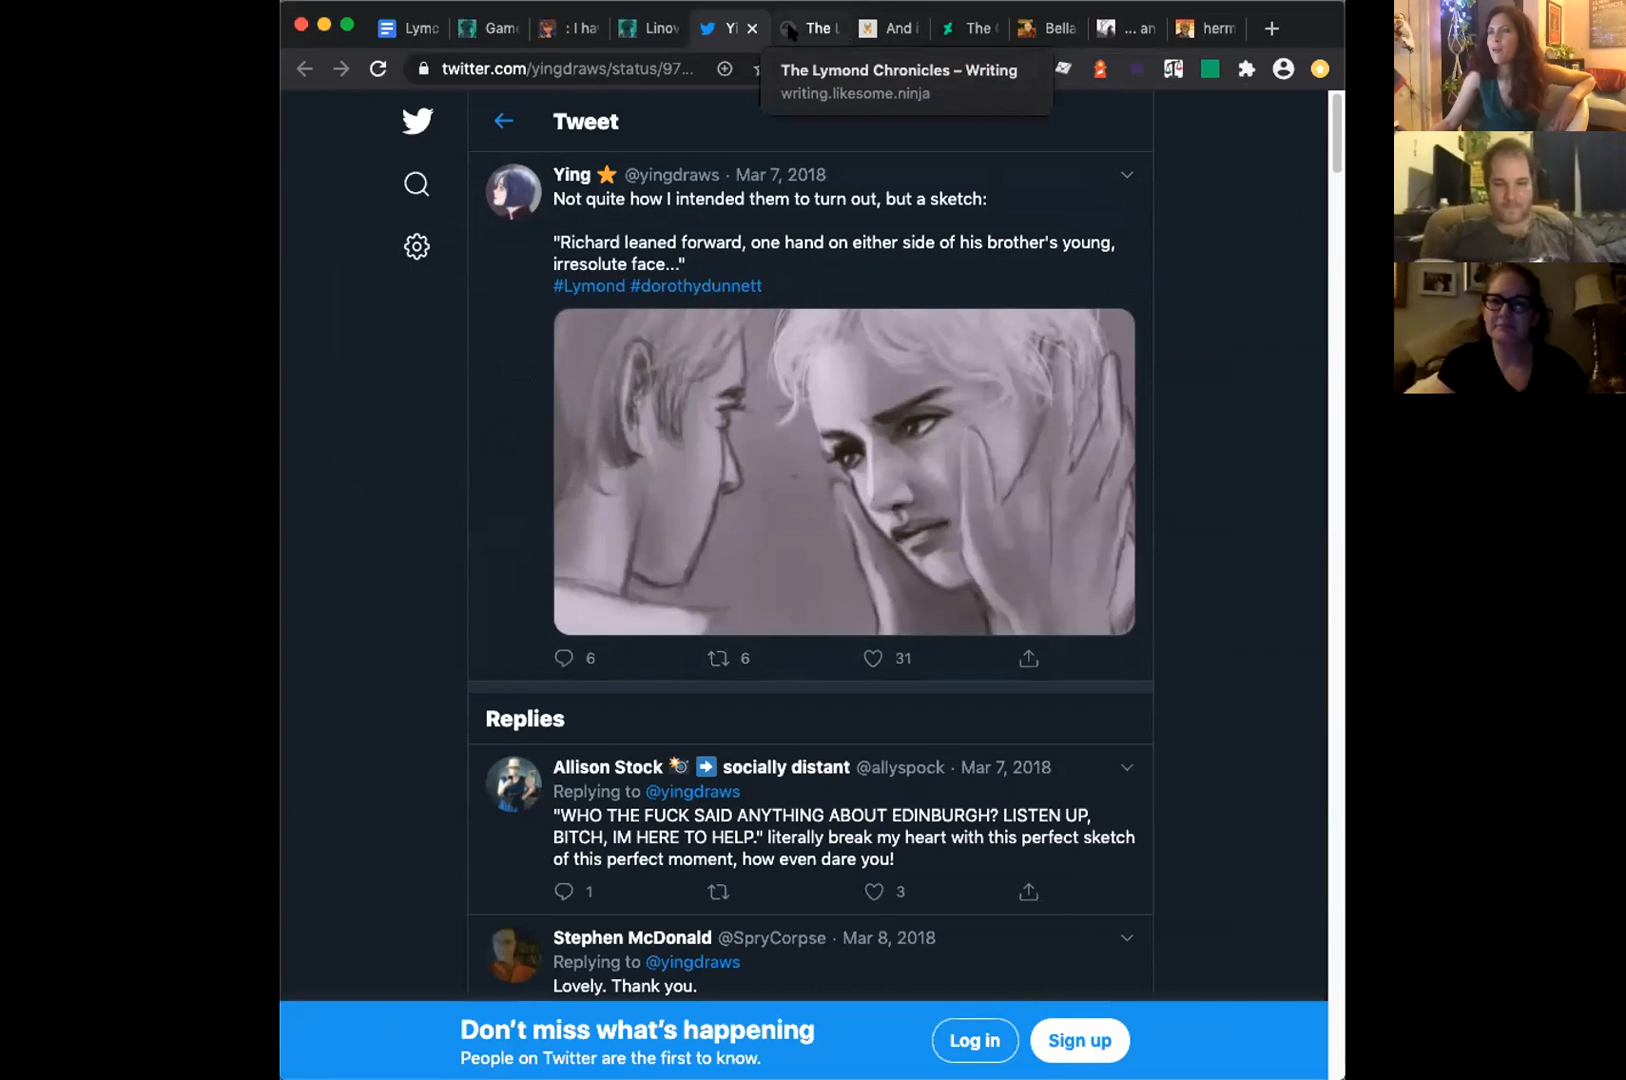 Lymo
Game
: I ha
Linov
Yi
The L
And i
The (
Bella
... an
herm
twitter.com/yingdraws/status/97...
The Lymond Chronicles – Writing
writing.likesome.ninja
Tweet
Ying @yingdraws · Mar 7, 2018
Not quite how I intended them to turn out, but a sketch:
"Richard leaned forward, one hand on either side of his brother's young,
irresolute face..."
#Lymond #dorothydunnett
6 6 31
Replies
Allison Stock socially distant @allyspock · Mar 7, 2018
Replying to @yingdraws
"WHO THE FUCK SAID ANYTHING ABOUT EDINBURGH? LISTEN UP,
BITCH, IM HERE TO HELP." literally break my heart with this perfect sketch
of this perfect moment, how even dare you!
1 3
Stephen McDonald @SpryCorpse · Mar 8, 2018
Replying to @yingdraws
Lovely. Thank you.
Don't miss what's happening
People on Twitter are the first to know.
Log in
Sign up